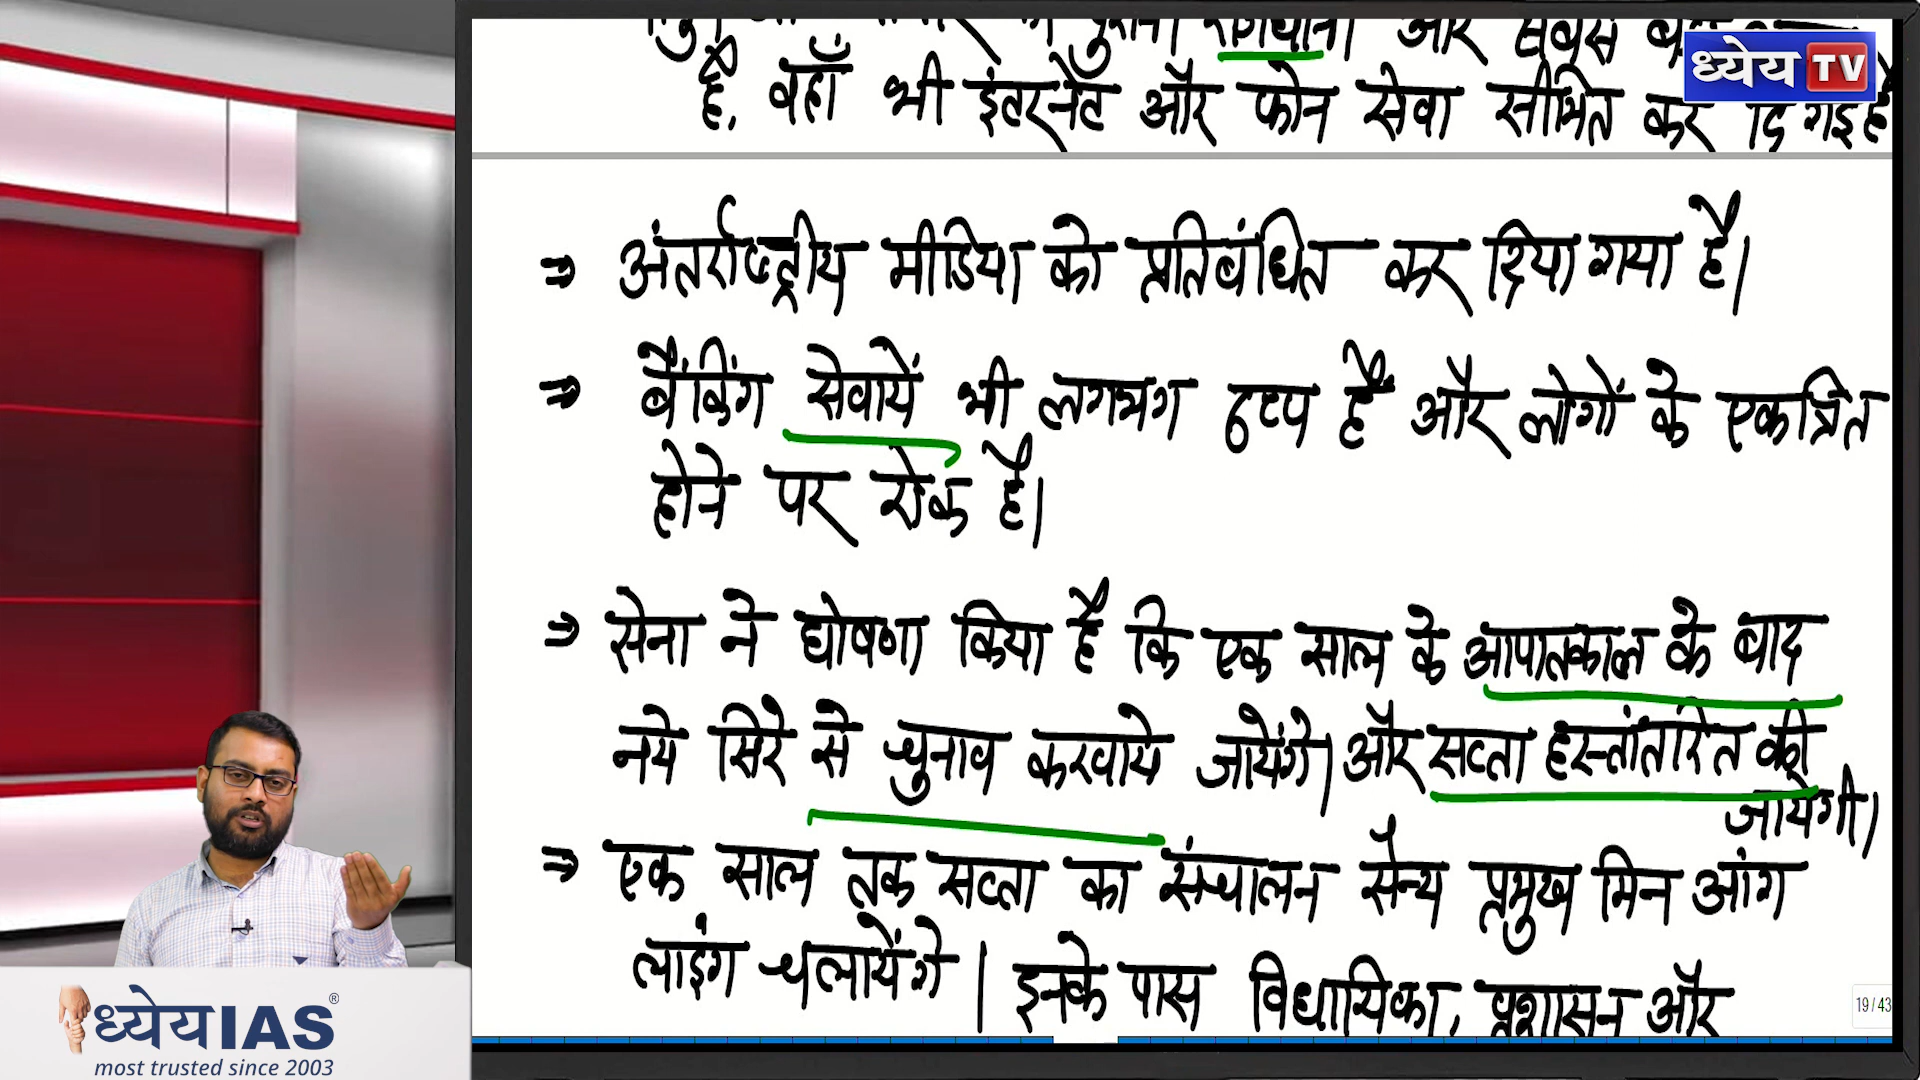 और
ध्येय TV
है, वहाँ भी इंटरनेट और फोन सेवा सीमित कर दी गई है
⇒ अंतर्राष्ट्रीय मीडिया को प्रतिबंधित कर दिया गया है।
⇒ बैंकिंग सेवायें भी लगभग ठप्प हैं और लोगों के एकत्रित
होने पर रोक है।
⇒ सेना ने घोषणा किया है कि एक साल के आपातकाल के बाद
नये सिरे से चुनाव करवाये जायेंगे। और सत्ता हस्तांतरित की
जायेगी।
⇒ एक साल तक सत्ता का संचालन सैन्य प्रमुख मिन आंग
लाइंग चलायेंगे। इनके पास विधायिका, प्रशासन और
19/43
ध्येय IAS®
most trusted since 2003